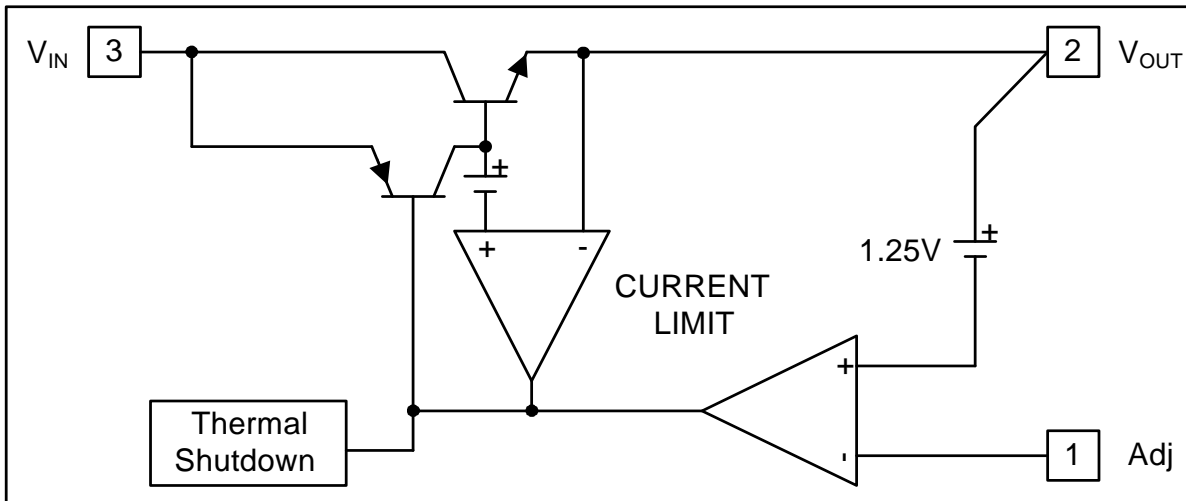 V_IN 3
2 V_OUT
±
+ -
1.25V ±
CURRENT
LIMIT
+
Thermal
Shutdown
- 1 Adj